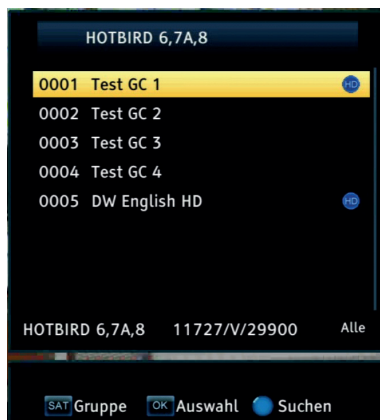 HOTBIRD 6,7A,8
0001 Test GC 1 HD
0002 Test GC 2
0003 Test GC 3
0004 Test GC 4
0005 DW English HD HD
HOTBIRD 6,7A,8 11727/V/29900 Alle
SAT Gruppe OK Auswahl Suchen